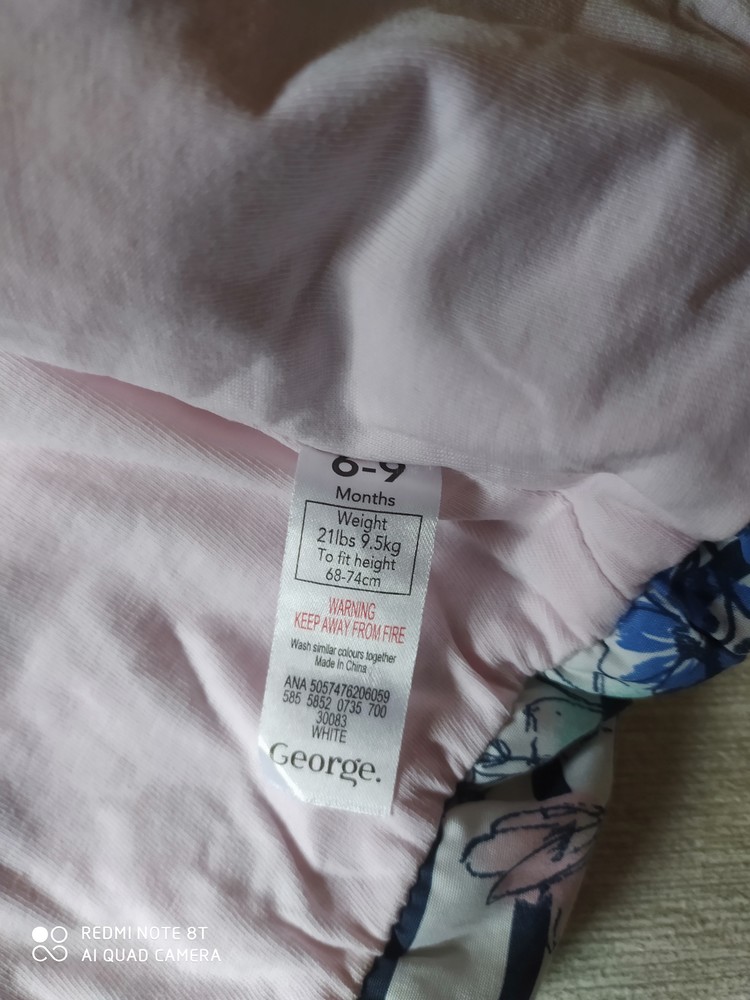 6-9
Months
Weight
21lbs 9.5kg
To fit height
68-74cm
WARNING
KEEP AWAY FROM FIRE
Wash similar colours together
Made In China
ANA 5057476206059
585 5852 0735 700
30083
WHITE
George.
REDMI NOTE 8T
AI QUAD CAMERA